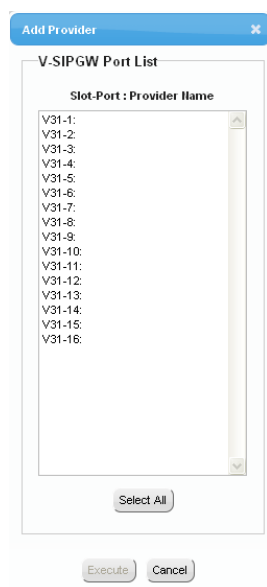 Add Provider
V-SIPGW Port List
Slot-Port : Provider Name
V31-1:
V31-2:
V31-3:
V31-4:
V31-5:
V31-6:
V31-7:
V31-8:
V31-9:
V31-10:
V31-11:
V31-12:
V31-13:
V31-14:
V31-15:
V31-16:
Select All
Execute Cancel